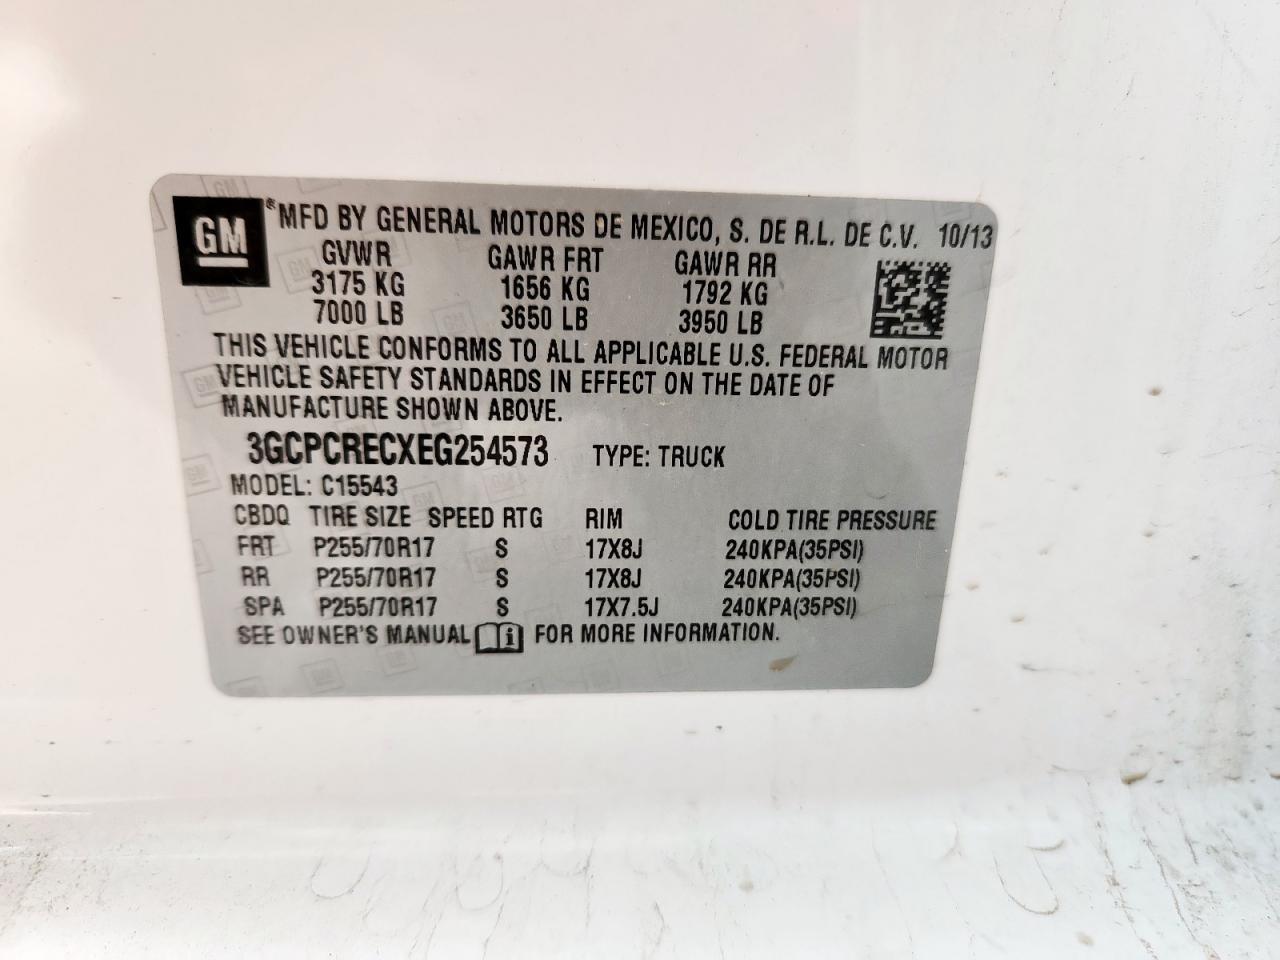 GM ® MFD BY GENERAL MOTORS DE MEXICO, S. DE R.L. DE C.V. 10/13
GVWR GAWR FRT GAWR RR
3175 KG 1656 KG 1792 KG
7000 LB 3650 LB 3950 LB
THIS VEHICLE CONFORMS TO ALL APPLICABLE U.S. FEDERAL MOTOR
VEHICLE SAFETY STANDARDS IN EFFECT ON THE DATE OF
MANUFACTURE SHOWN ABOVE.
3GCPCRECXEG254573 TYPE: TRUCK
MODEL: C15543
CBDQ TIRE SIZE SPEED RTG RIM COLD TIRE PRESSURE
FRT P255/70R17 S 17X8J 240KPA(35PSI)
RR P255/70R17 S 17X8J 240KPA(35PSI)
SPA P255/70R17 S 17X7.5J 240KPA(35PSI)
SEE OWNER'S MANUAL i FOR MORE INFORMATION.